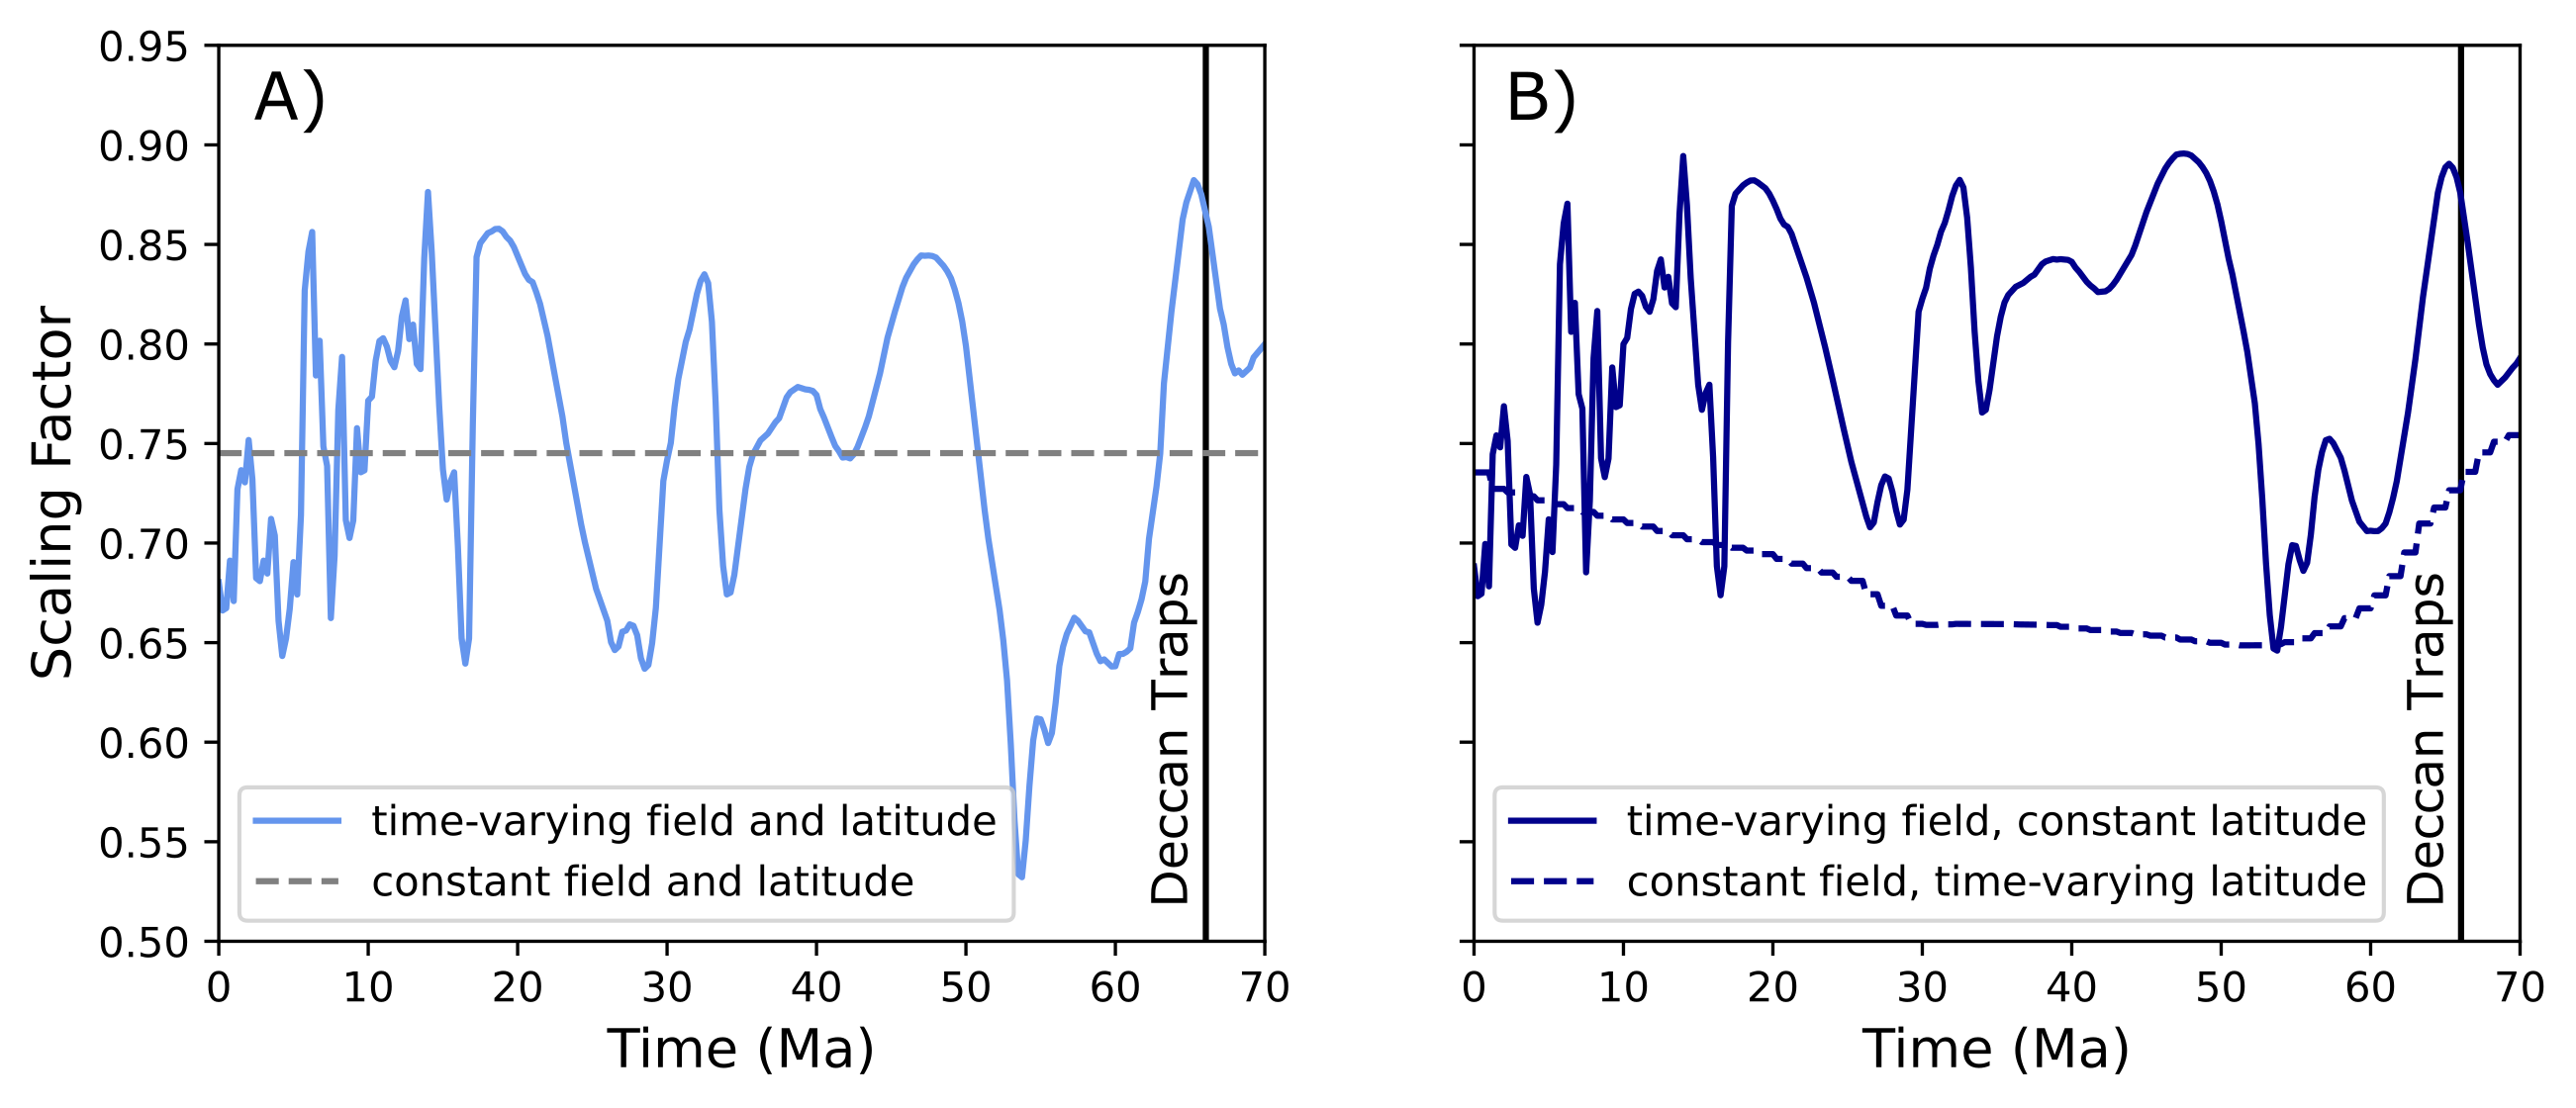 A)
0.95
0.90
0.85
0.80
0.75
0.70
0.65
0.60
0.55
0.50
Scaling Factor
time-varying field and latitude
constant field and latitude
Deccan Traps
0 10 20 30 40 50 60 70
Time (Ma)
B)
time-varying field, constant latitude
constant field, time-varying latitude
Deccan Traps
0 10 20 30 40 50 60 70
Time (Ma)